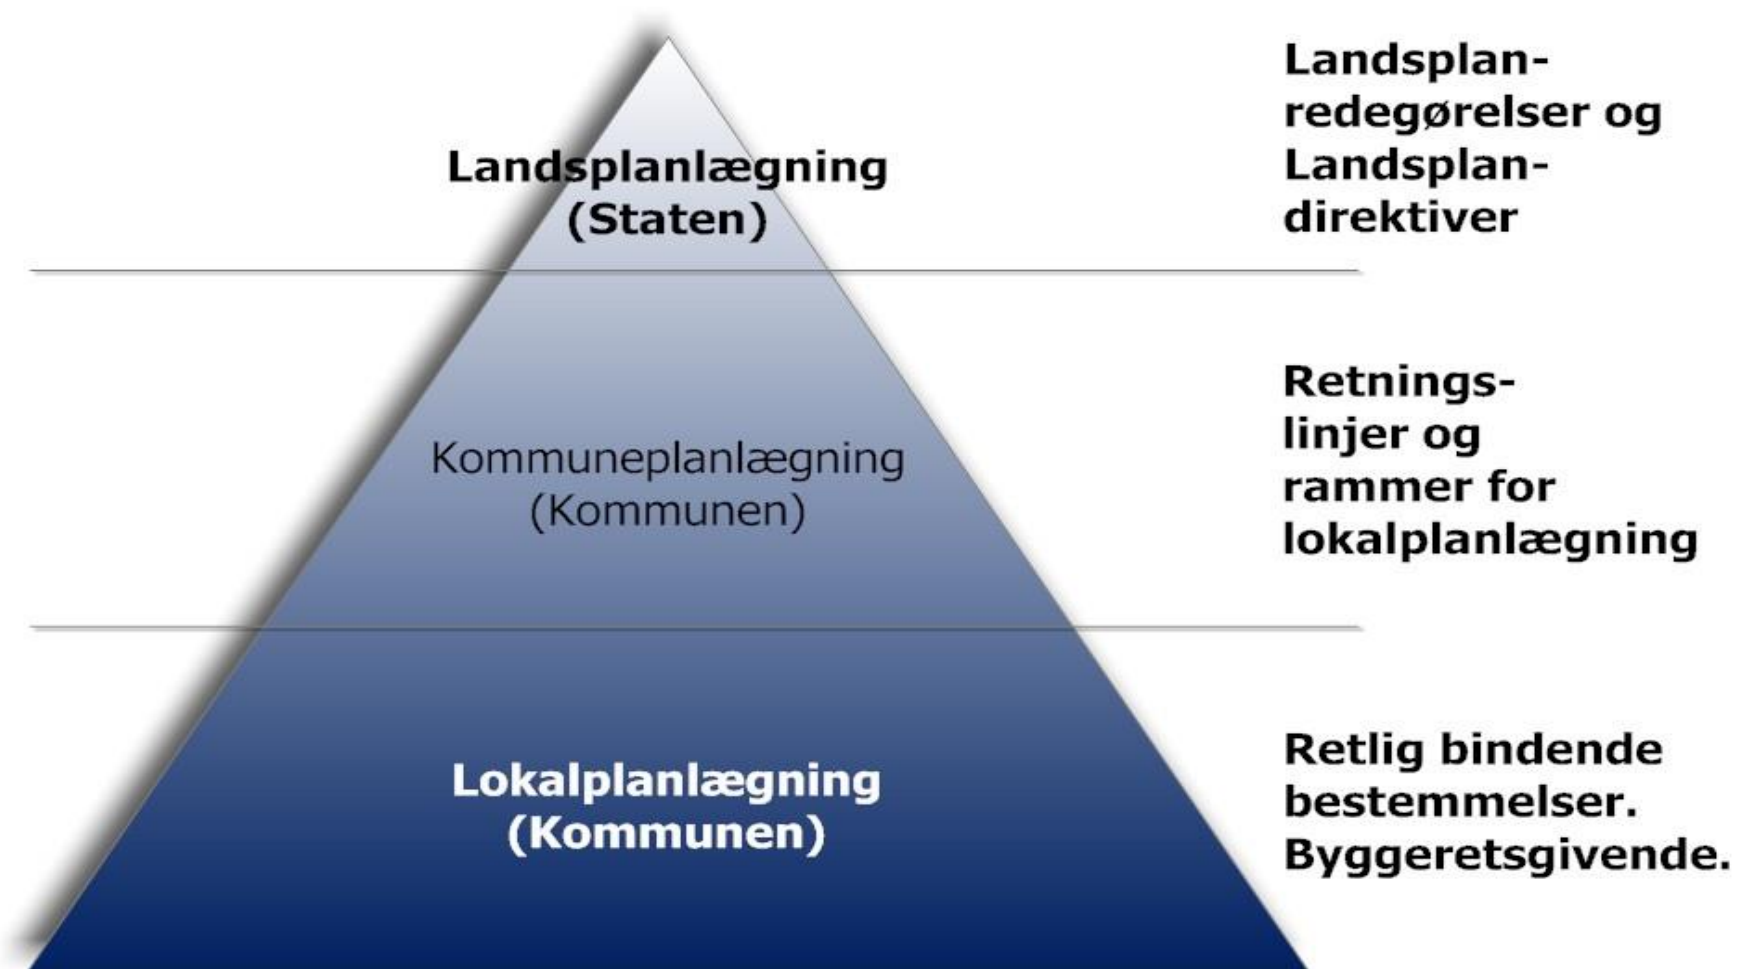 Landsplanlægning
(Staten)
Landsplan-
redegørelser og
Landsplan-
direktiver
Kommuneplanlægning
(Kommunen)
Retnings-
linjer og
rammer for
lokalplanlægning
Lokalplanlægning
(Kommunen)
Retlig bindende
bestemmelser.
Byggeretsgivende.